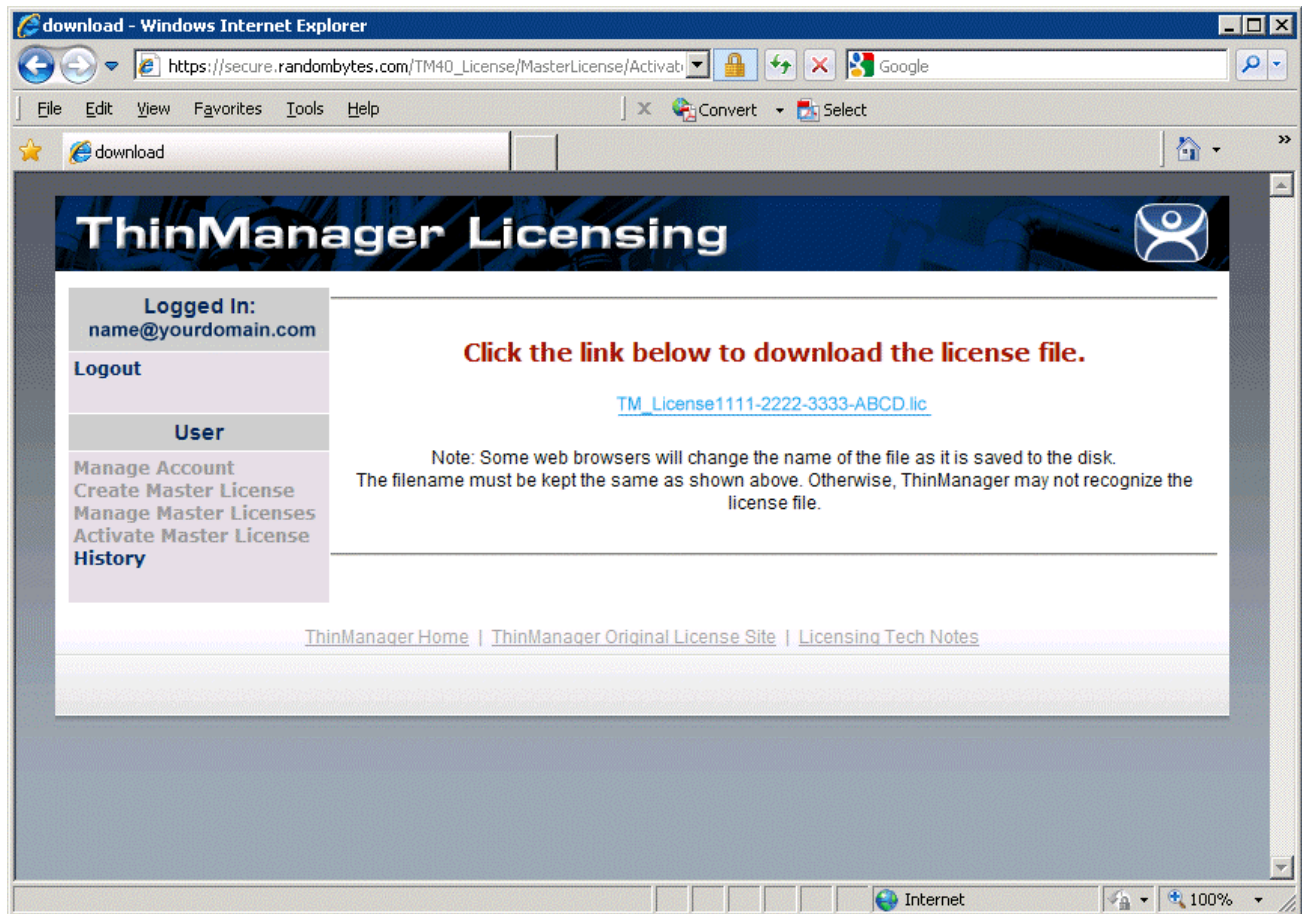 download - Windows Internet Explorer
https://secure.randombytes.com/TM40_License/MasterLicense/Activat
Google
File Edit View Favorites Tools Help
X Convert Select
download
ThinManager Licensing
Logged In:
name@yourdomain.com
Logout
User
Manage Account
Create Master License
Manage Master Licenses
Activate Master License
History
Click the link below to download the license file.
TM_License1111-2222-3333-ABCD.lic
Note: Some web browsers will change the name of the file as it is saved to the disk.
The filename must be kept the same as shown above. Otherwise, ThinManager may not recognize the
license file.
ThinManager Home | ThinManager Original License Site | Licensing Tech Notes
Internet
100%